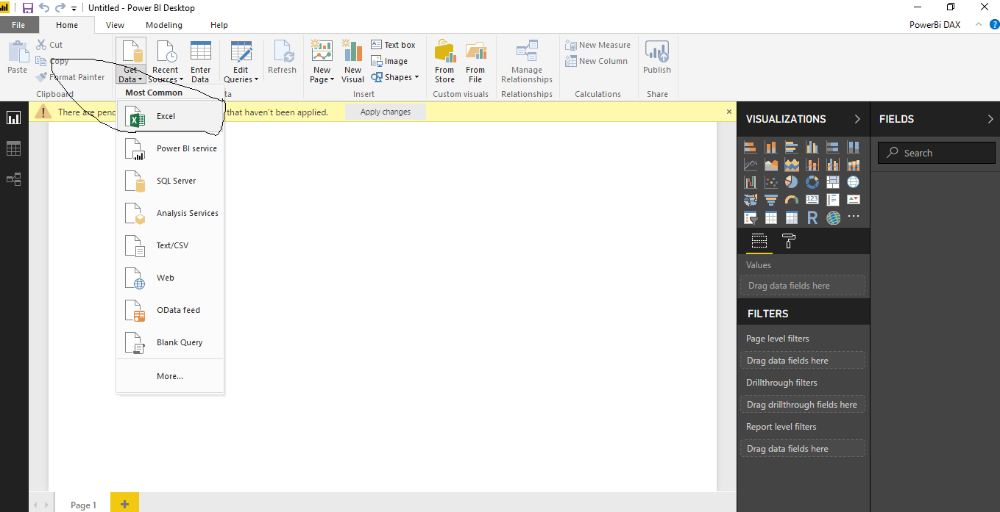 Untitled - Power BI Desktop
File Home View Modeling Help PowerBi DAX ?
Paste Cut Copy Format Painter
Clipboard
Get Data Recent Sources Enter Data Edit Queries Refresh
ta
New Page New Visual Text box Image Shapes
Insert
From Store From File
Custom visuals
Manage Relationships
Relationships
New Measure New Column
Calculations
Publish
Share
There are pend that haven't been applied. Apply changes
Most Common
Excel
Power BI service
SQL Server
Analysis Services
Text/CSV
Web
OData feed
Blank Query
More...
VISUALIZATIONS
123
R
Values
Drag data fields here
FILTERS
Page level filters
Drag data fields here
Drillthrough filters
Drag drillthrough fields here
Report level filters
Drag data fields here
FIELDS
Search
Page 1